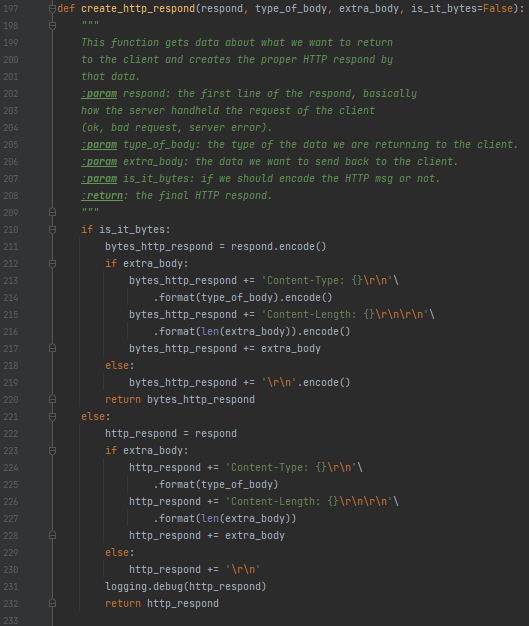 197 def create_http_respond(respond, type_of_body, extra_body, is_it_bytes=False):
198     """
199     This function gets data about what we want to return
200     to the client and creates the proper HTTP respond by
201     that data.
202     :param respond: the first line of the respond, basically
203     how the server handheld the request of the client
204     (ok, bad request, server error).
205     :param type_of_body: the type of the data we are returning to the client.
206     :param extra_body: the data we want to send back to the client.
207     :param is_it_bytes: if we should encode the HTTP msg or not.
208     :return: the final HTTP respond.
209     """
210     if is_it_bytes:
211         bytes_http_respond = respond.encode()
212         if extra_body:
213             bytes_http_respond += 'Content-Type: {}\r\n'\
214                 .format(type_of_body).encode()
215             bytes_http_respond += 'Content-Length: {}\r\n\r\n'\
216                 .format(len(extra_body)).encode()
217             bytes_http_respond += extra_body
218         else:
219             bytes_http_respond += '\r\n'.encode()
220         return bytes_http_respond
221     else:
222         http_respond = respond
223         if extra_body:
224             http_respond += 'Content-Type: {}\r\n'\
225                 .format(type_of_body)
226             http_respond += 'Content-Length: {}\r\n\r\n'\
227                 .format(len(extra_body))
228             http_respond += extra_body
229         else:
230             http_respond += '\r\n'
231         logging.debug(http_respond)
232         return http_respond
233